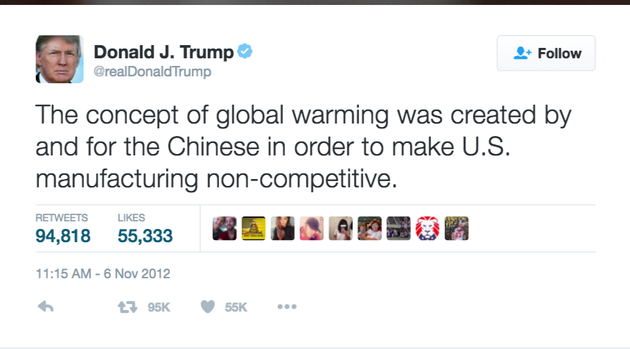 Donald J. Trump
Follow
@realDonaldTrump
The concept of global warming was created by
and for the Chinese in order to make U.S.
manufacturing non-competitive.
RETWEETS LIKES
94,818 55,333
11:15 AM - 6 Nov 2012
95K 55K